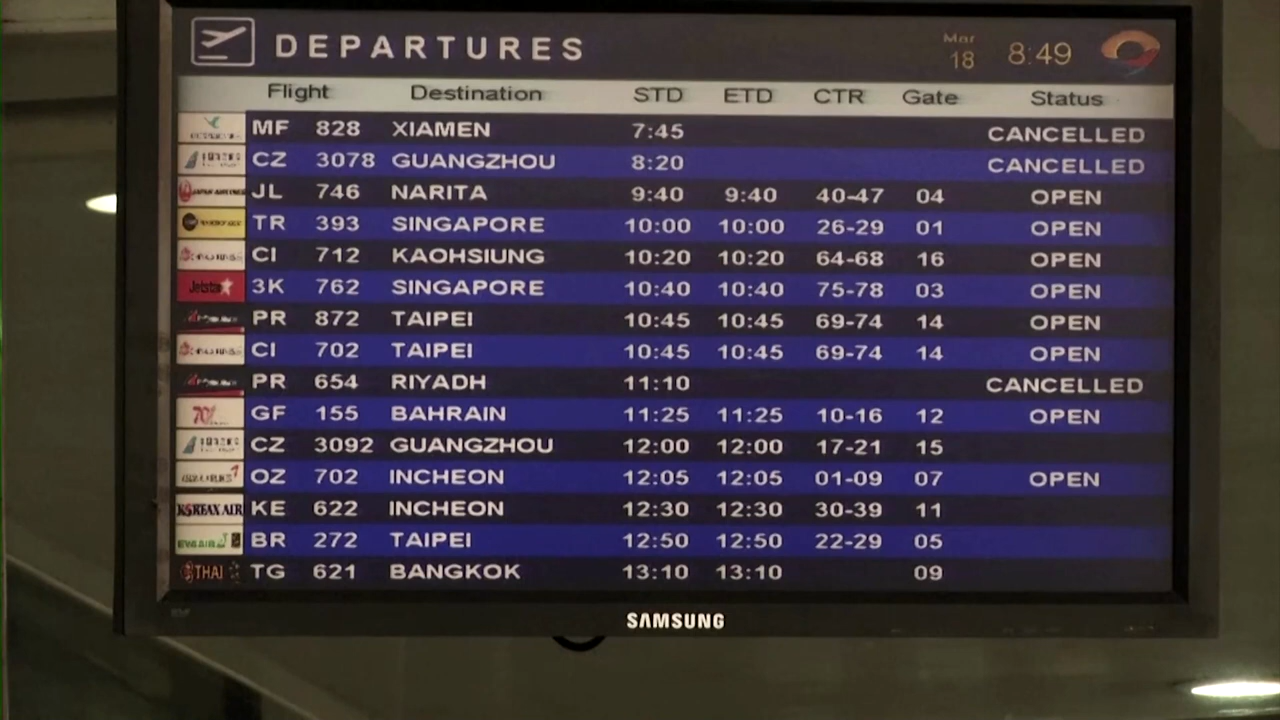 DEPARTURES Mar 18 8:49
Flight Destination STD ETD CTR Gate Status
MF 828 XIAMEN 7:45 CANCELLED
CZ 3078 GUANGZHOU 8:20 CANCELLED
JL 746 NARITA 9:40 9:40 40-47 04 OPEN
TR 393 SINGAPORE 10:00 10:00 26-29 01 OPEN
CI 712 KAOHSIUNG 10:20 10:20 64-68 16 OPEN
Jetstar 3K 762 SINGAPORE 10:40 10:40 75-78 03 OPEN
PR 872 TAIPEI 10:45 10:45 69-74 14 OPEN
CI 702 TAIPEI 10:45 10:45 69-74 14 OPEN
PR 654 RIYADH 11:10 CANCELLED
70 GF 155 BAHRAIN 11:25 11:25 10-16 12 OPEN
CZ 3092 GUANGZHOU 12:00 12:00 17-21 15
OZ 702 INCHEON 12:05 12:05 01-09 07 OPEN
KOREAN AIR KE 622 INCHEON 12:30 12:30 30-39 11
EVA AIR BR 272 TAIPEI 12:50 12:50 22-29 05
THAI TG 621 BANGKOK 13:10 13:10 09
SAMSUNG